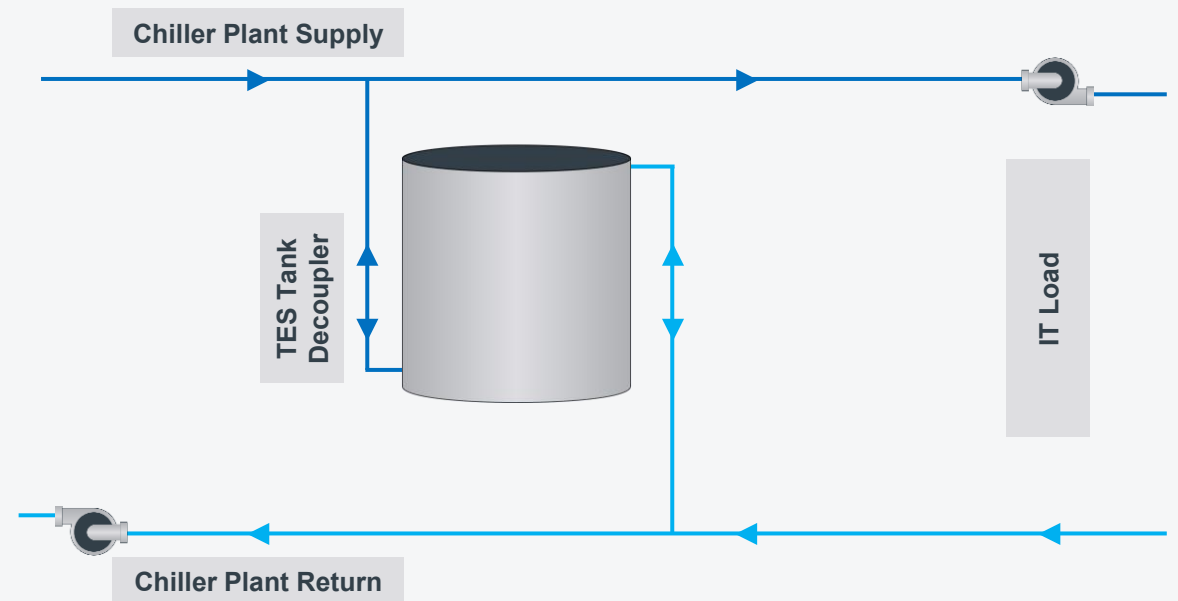 Chiller Plant Supply
TES Tank
Decoupler
IT Load
Chiller Plant Return